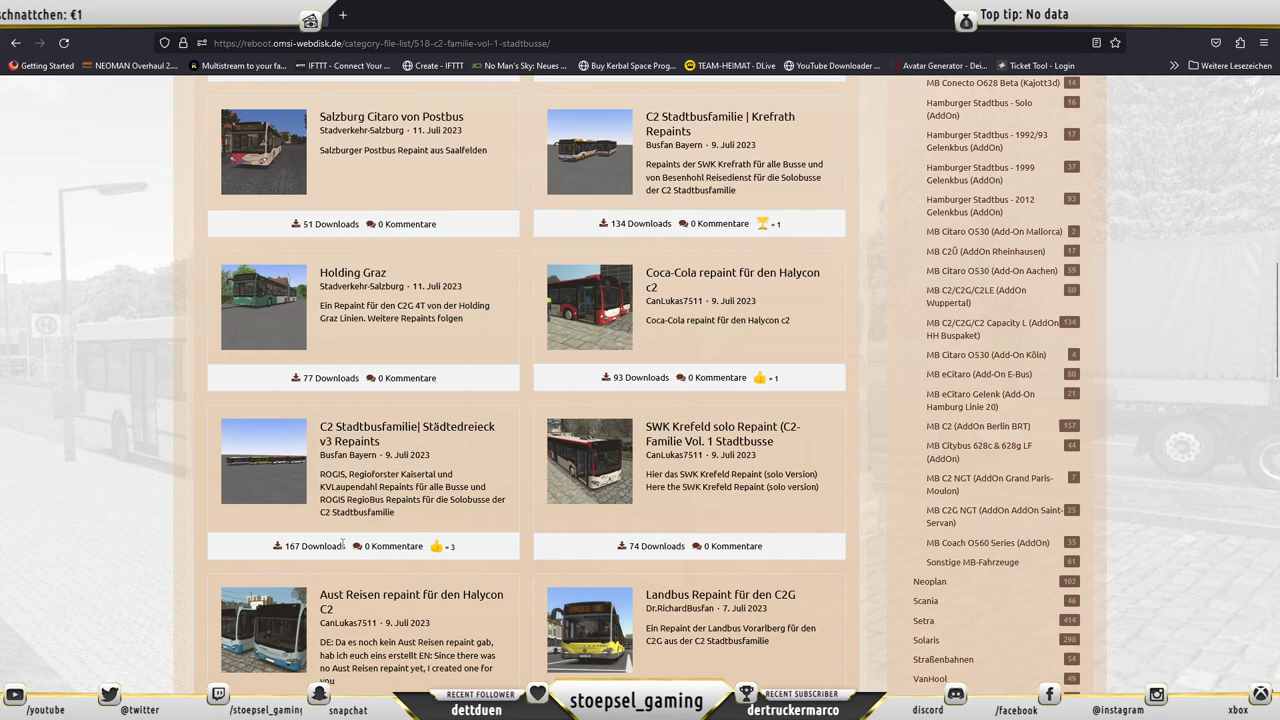 schnattchen: €1
Top tip: No data
https://reboot.omsi-webdisk.de/category-file-list/518-c2-familie-vol-1-stadtbusse/
Getting Started
NEOMAN Overhaul 2....
Multistream to your fa...
IFTTT - Connecting Yo...
Create - IFTTT
No Man's Sky: Neues ...
Buy Kerbal Space Prog...
TEAM-HEIMAT - DLive
YouTube Downloader ...
Avatar Generator - Dei...
Ticket Tool - Login
Weitere Lesezeichen
Salzburg Citaro von Postbus
Stadverkehr-Salzburg · 11. Juli 2023
Salzburger Postbus Repaint aus Saalfelden
51 Downloads 0 Kommentare
C2 Stadtbusfamilie | Krefrath
Repaints
Busfan Bayern · 9. Juli 2023
Repaints der SWK Krefrath für alle Busse und
von Besenhohl Reisedienst für die Solobusse
der C2 Stadtbusfamilie
134 Downloads 0 Kommentare = 1
Holding Graz
Stadverkehr-Salzburg · 11. Juli 2023
Ein Repaint für den C2G 4T von der Holding
Graz Linien. Weitere Repaints folgen
77 Downloads 0 Kommentare
Coca-Cola repaint für den Halycon
c2
CanLukas7511 · 9. Juli 2023
Coca-Cola repaint für den Halycon c2
93 Downloads 0 Kommentare = 1
C2 Stadtbusfamilie| Städtedreieck
v3 Repaints
Busfan Bayern · 9. Juli 2023
ROGIS, Regioforster Kaisertal und
KVLaupendahl Repaints für alle Busse und
ROGIS RegioBus Repaints für die Solobusse der
C2 Stadtbusfamilie
167 Downloads 0 Kommentare = 3
SWK Krefeld solo Repaint (C2-
Familie Vol. 1 Stadtbusse
CanLukas7511 · 9. Juli 2023
Hier das SWK Krefeld Repaint (solo Version)
Here the SWK Krefeld Repaint (solo version)
74 Downloads 0 Kommentare
Aust Reisen repaint für den Halycon
C2
CanLukas7511 · 9. Juli 2023
DE: Da es noch kein Aust Reisen repaint gab,
hab ich euch eins erstellt EN: Since there was
no Aust Reisen repaint yet, I created one for
you
Landbus Repaint für den C2G
Dr.RichardBusfan · 7. Juli 2023
Ein Repaint der Landbus Vorarlberg für den
C2G aus der C2 Stadtbusfamilie
MB Conecto O628 Beta (Kajott3d) 14
Hamburger Stadtbus - Solo 16
(AddOn)
Hamburger Stadtbus - 1992/93 17
Gelenkbus (AddOn)
Hamburger Stadtbus - 1999 37
Gelenkbus (AddOn)
Hamburger Stadtbus - 2012 93
Gelenkbus (AddOn)
MB Citaro O530 (Add-On Mallorca) 2
MB C2Ü (AddOn Rheinhausen) 17
MB Citaro O530 (Add-On Aachen) 59
MB C2/C2G/C2LE (AddOn 80
Wuppertal)
MB C2/C2G/C2 Capacity L (AddOn 134
HH Buspaket)
MB Citaro O530 (Add-On Köln) 4
MB eCitaro (Add-On E-Bus) 80
MB eCitaro Gelenk (Add-On 21
Hamburg Linie 20)
MB C2 (AddOn Berlin BRT) 157
MB Citybus 628c & 628g LF 44
(AddOn)
MB C2 NGT (AddOn Grand Paris- 7
Moulon)
MB C2G NGT (AddOn AddOn Saint- 25
Servan)
MB Coach O560 Series (AddOn) 35
Sonstige MB-Fahrzeuge 61
Neoplan 102
Scania 46
Setra 414
Solaris 298
Straßenbahnen 54
VanHool 49
/youtube
@twitter
/stoepsel_gaming
snapchat
RECENT FOLLOWER
dettduen
stoepsel_gaming
RECENT SUBSCRIBER
dertruckermarco
discord
/facebook
@instagram
xbox